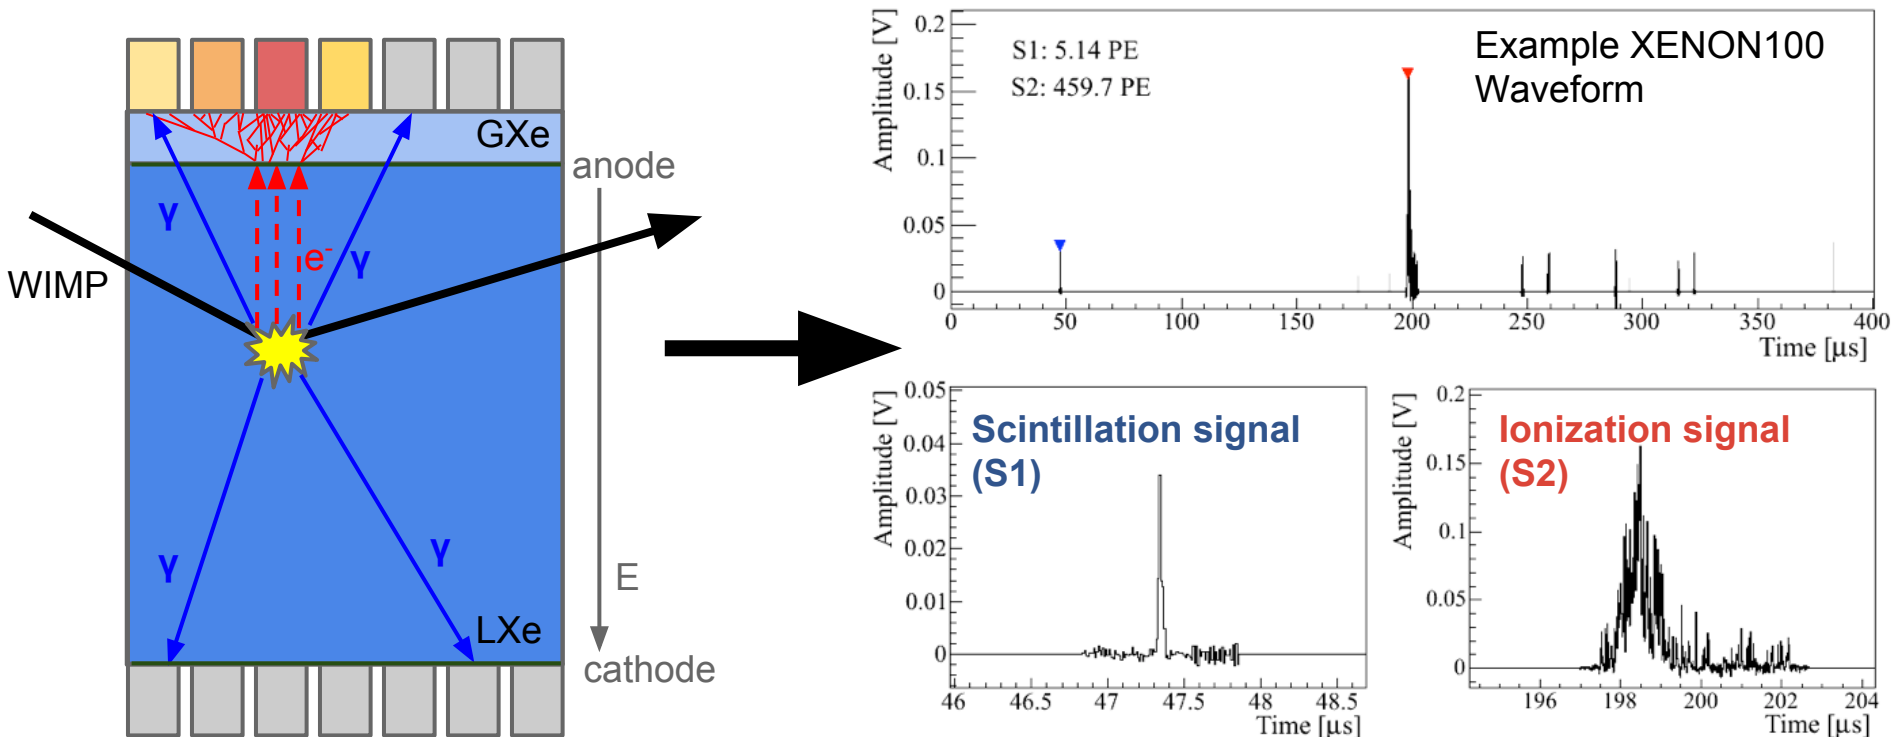 GXe
anode
γ
γ
e-
WIMP
γ
γ
E
LXe
cathode
Amplitude [V]
0.2
0.15
0.1
0.05
0
S1: 5.14 PE
S2: 459.7 PE
Example XENON100
Waveform
0 50 100 150 200 250 300 350 400
Time [μs]
Amplitude [V]
0.05
0.04
0.03
0.02
0.01
0
Scintillation signal
(S1)
46 46.5 47 47.5 48 48.5
Time [μs]
Amplitude [V]
0.2
0.15
0.1
0.05
0
Ionization signal
(S2)
196 198 200 202 204
Time [μs]